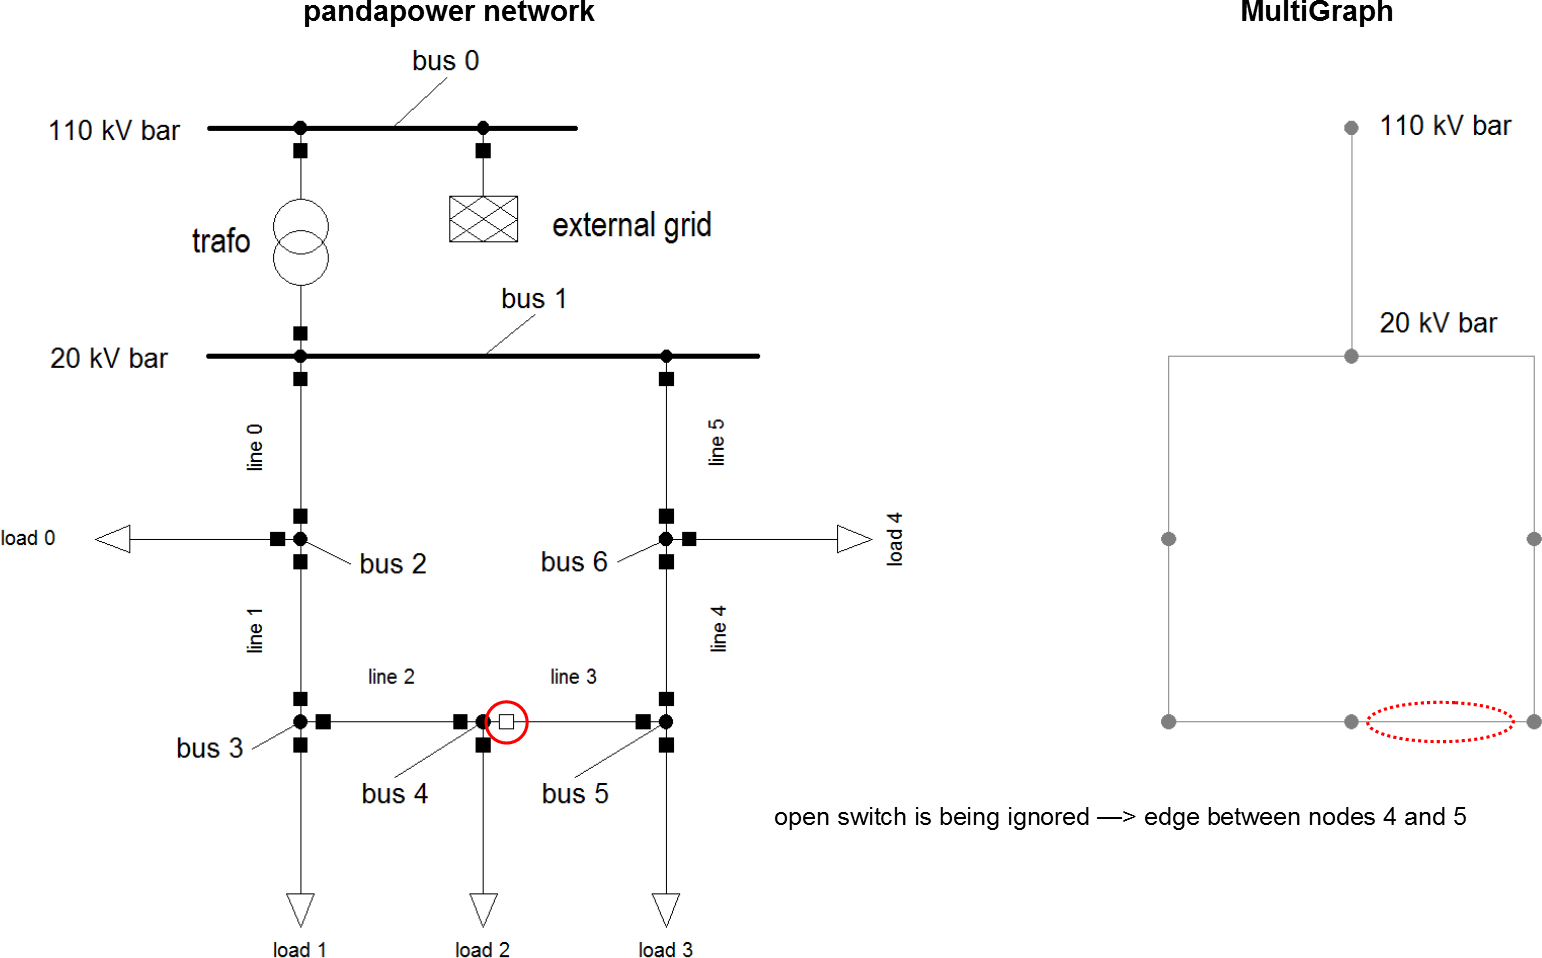 pandapower network
MultiGraph
bus 0
110 kV bar
110 kV bar
trafo
external grid
bus 1
20 kV bar
20 kV bar
line 0
line 5
load 0
load 4
bus 2
bus 6
line 1
line 4
line 2
line 3
bus 3
bus 4
bus 5
open switch is being ignored —> edge between nodes 4 and 5
load 1
load 2
load 3